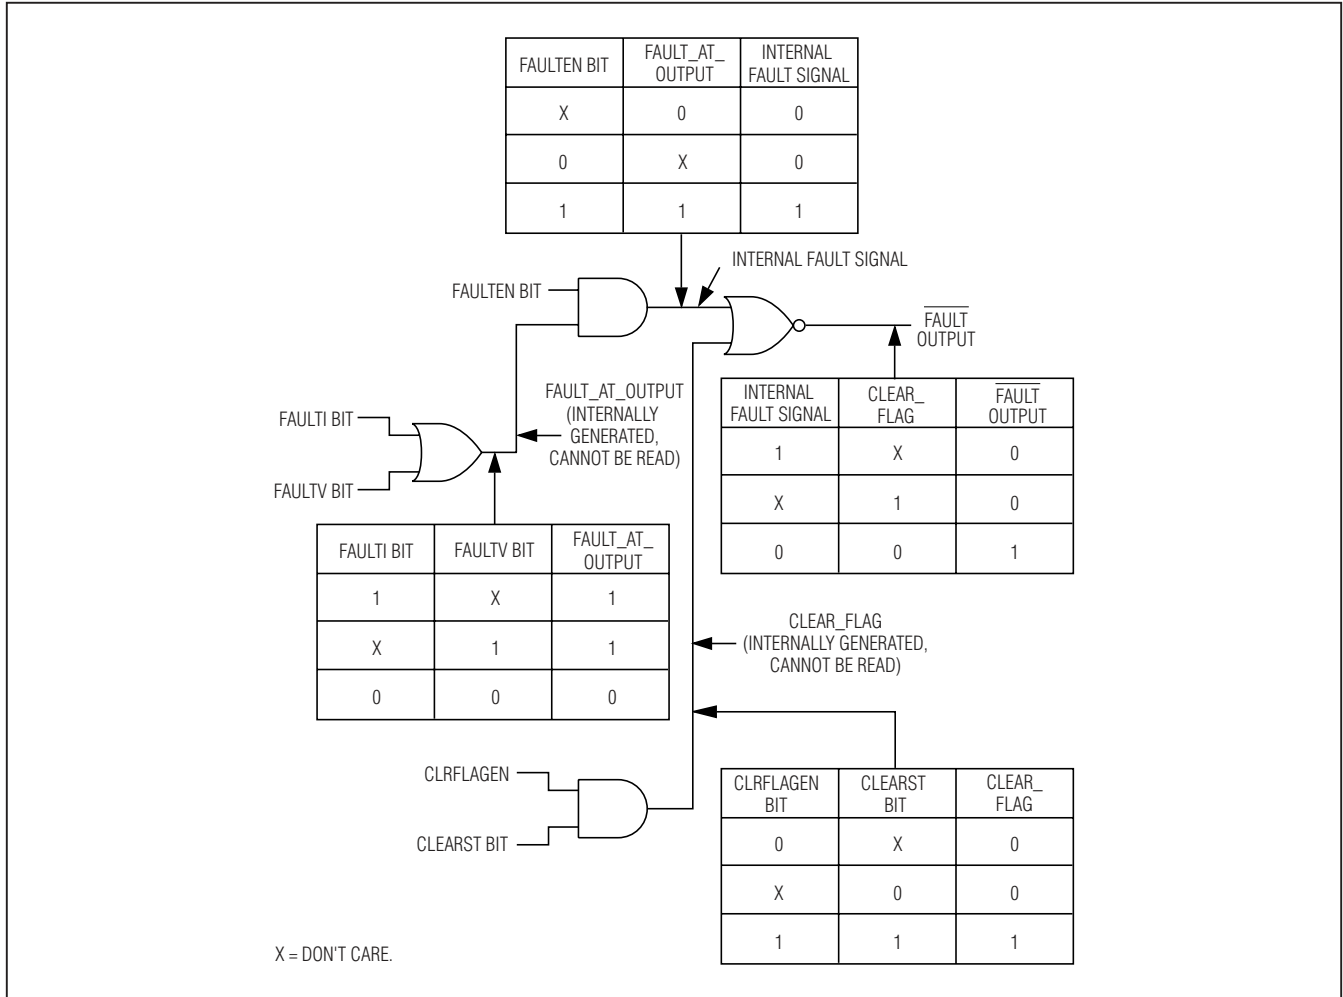 FAULTEN BIT FAULT_AT_ INTERNAL
OUTPUT FAULT SIGNAL
X 0 0
0 X 0
1 1 1
INTERNAL FAULT SIGNAL
FAULTEN BIT
FAULT
OUTPUT
FAULT_AT_OUTPUT
(INTERNALLY
GENERATED,
CANNOT BE READ)
FAULTI BIT
FAULTV BIT
INTERNAL CLEAR_ FAULT
FAULT SIGNAL FLAG OUTPUT
1 X 0
X 1 0
0 0 1
FAULTI BIT FAULTV BIT FAULT_AT_
OUTPUT
1 X 1
X 1 1
0 0 0
CLEAR_FLAG
(INTERNALLY GENERATED,
CANNOT BE READ)
CLRFLAGEN
CLEARST BIT
CLRFLAGEN CLEARST CLEAR_
BIT BIT FLAG
0 X 0
X 0 0
1 1 1
X = DON'T CARE.